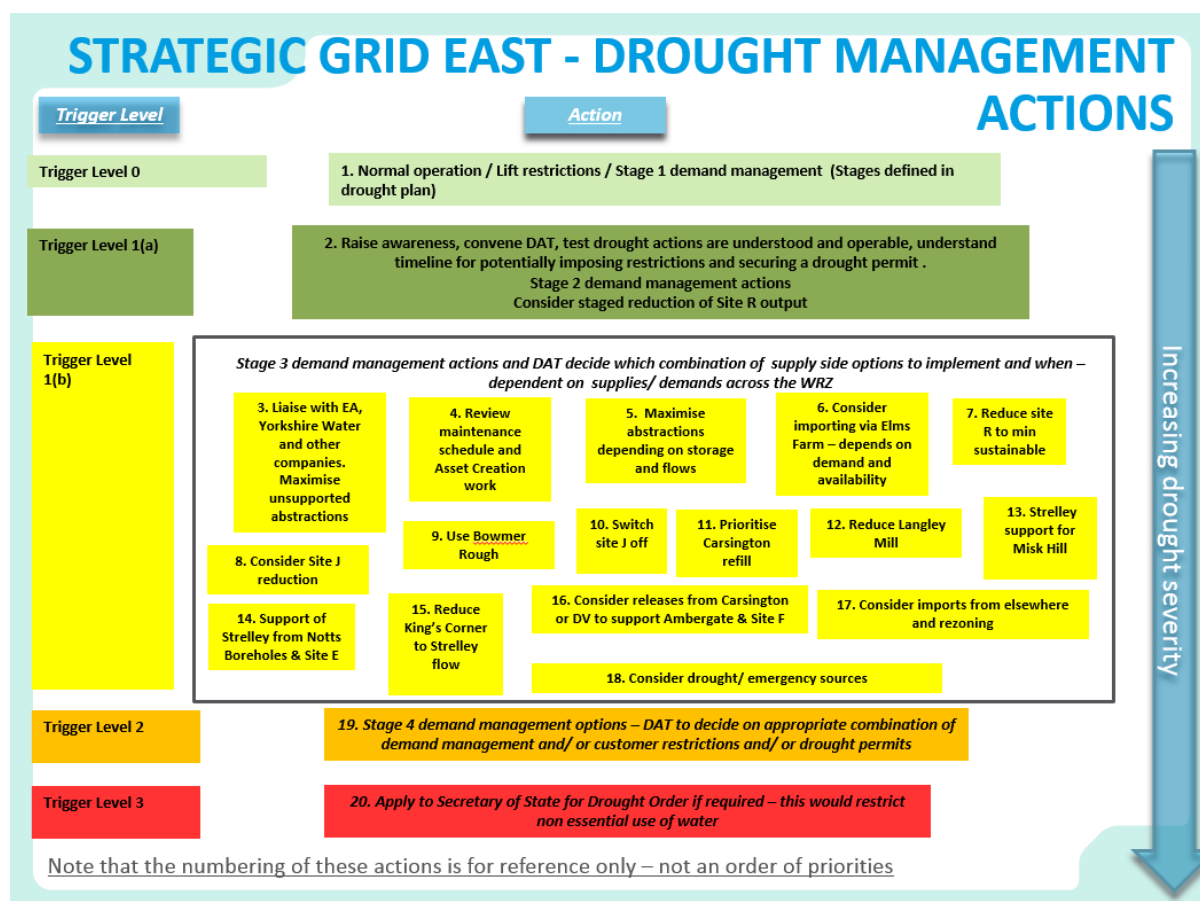 STRATEGIC GRID EAST - DROUGHT MANAGEMENT
ACTIONS
Trigger Level
Action
Trigger Level 0
1. Normal operation / Lift restrictions / Stage 1 demand management (Stages defined in
drought plan)
Trigger Level 1(a)
2. Raise awareness, convene DAT, test drought actions are understood and operable, understand
timeline for potentially imposing restrictions and securing a drought permit .
Stage 2 demand management actions
Consider staged reduction of Site R output
Trigger Level
1(b)
Stage 3 demand management actions and DAT decide which combination of supply side options to implement and when –
dependent on supplies/ demands across the WRZ
3. Liaise with EA,
Yorkshire Water
and other
companies.
Maximise
unsupported
abstractions
4. Review
maintenance
schedule and
Asset Creation
work
5. Maximise
abstractions
depending on storage
and flows
6. Consider
importing via Elms
Farm – depends on
demand and
availability
7. Reduce site
R to min
sustainable
8. Consider Site J
reduction
9. Use Bowmer
Rough
10. Switch
site J off
11. Prioritise
Carsington
refill
12. Reduce Langley
Mill
13. Strelley
support for
Misk Hill
14. Support of
Strelley from Notts
Boreholes & Site E
15. Reduce
King's Corner
to Strelley
flow
16. Consider releases from Carsington
or DV to support Ambergate & Site F
17. Consider imports from elsewhere
and rezoning
18. Consider drought/ emergency sources
Trigger Level 2
19. Stage 4 demand management options – DAT to decide on appropriate combination of
demand management and/ or customer restrictions and/ or drought permits
Trigger Level 3
20. Apply to Secretary of State for Drought Order if required – this would restrict
non essential use of water
Note that the numbering of these actions is for reference only – not an order of priorities
Increasing drought severity